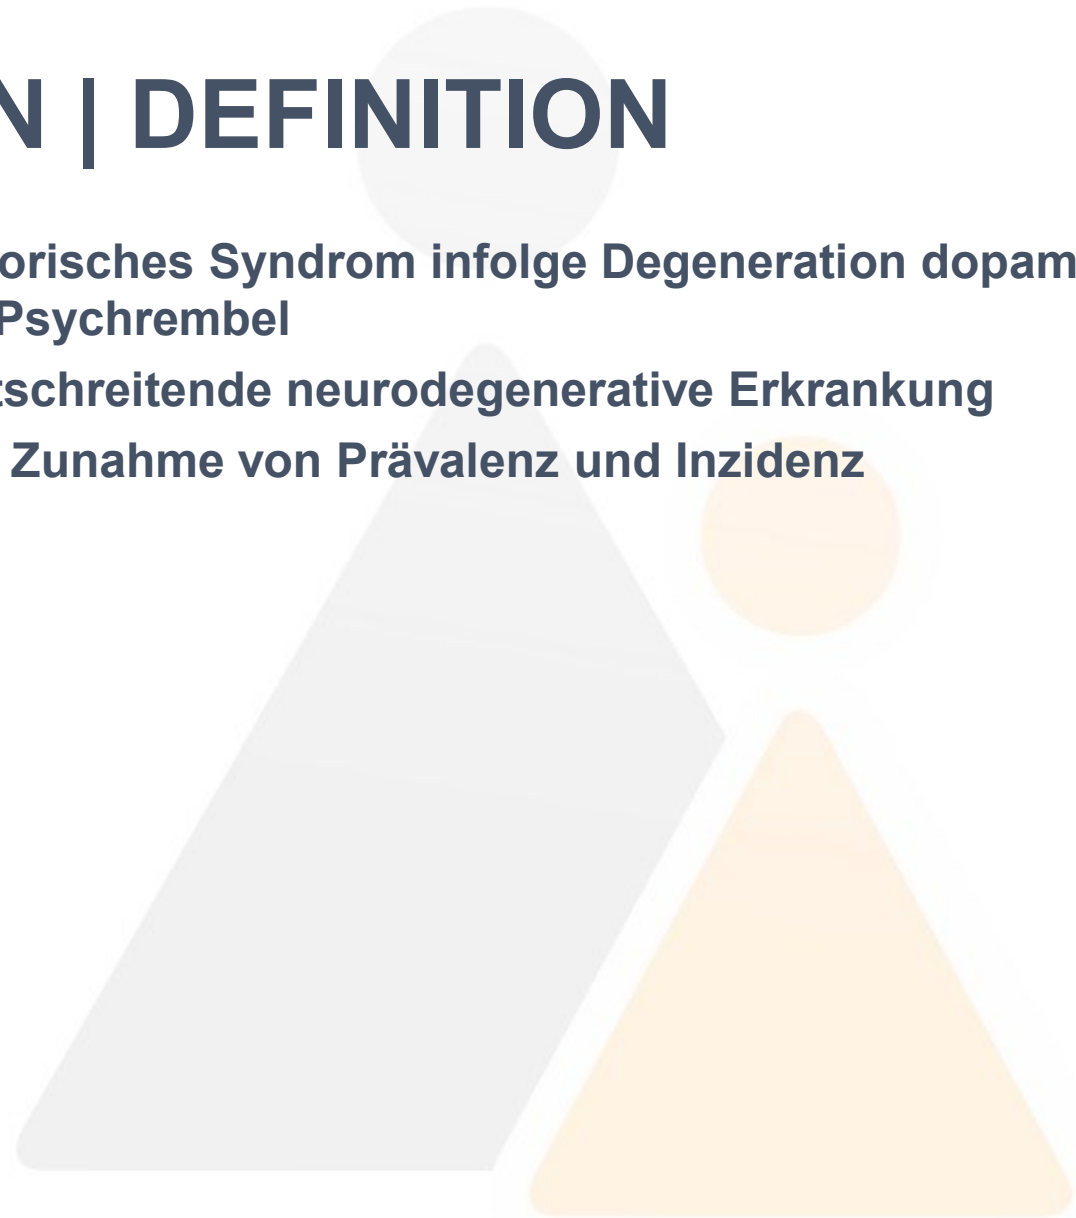 N | DEFINITION
orisches Syndrom infolge Degeneration dopam
Psychrembel
tschreitende neurodegenerative Erkrankung
Zunahme von Prävalenz und Inzidenz